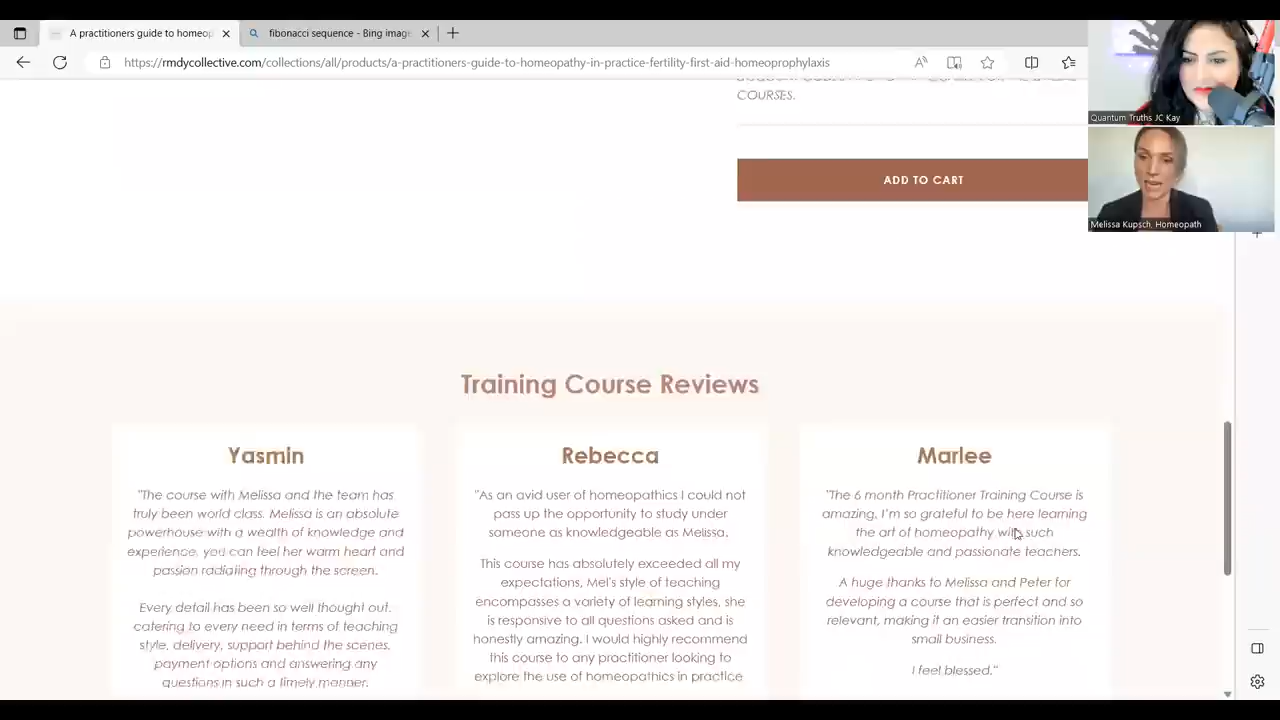 A practitioners guide to homeop
fibonacci sequence - Bing image
https://rmdycollective.com/collections/all/products/a-practitioners-guide-to-homeopathy-in-practice-fertility-first-aid-homeoprophylaxis
Quantum Truths JC Kay
Melissa Kupsch, Homeopath
COURSES.
ADD TO CART
Training Course Reviews
Yasmin
"The course with Melissa and the team has
truly been world class. Melissa is an absolute
powerhouse with a wealth of knowledge and
experience, you can feel her warm heart and
passion radiating through the screen.
Every detail has been so well thought out.
catering to every need in terms of teaching
style, delivery, support behind the scenes.
payment options and answering any
questions in such a timely manner.
Rebecca
"As an avid user of homeopathics I could not
pass up the opportunity to study under
someone as knowledgeable as Melissa.
This course has absolutely exceeded all my
expectations, Mel's style of teaching
encompasses a variety of learning styles, she
is responsive to all questions asked and is
honestly amazing. I would highly recommend
this course to any practitioner looking to
explore the use of homeopathics in practice
Marlee
"The 6 month Practitioner Training Course is
amazing, I'm so grateful to be here learning
the art of homeopathy with such
knowledgeable and passionate teachers.
A huge thanks to Melissa and Peter for
developing a course that is perfect and so
relevant, making it an easier transition into
small business.
I feel blessed."